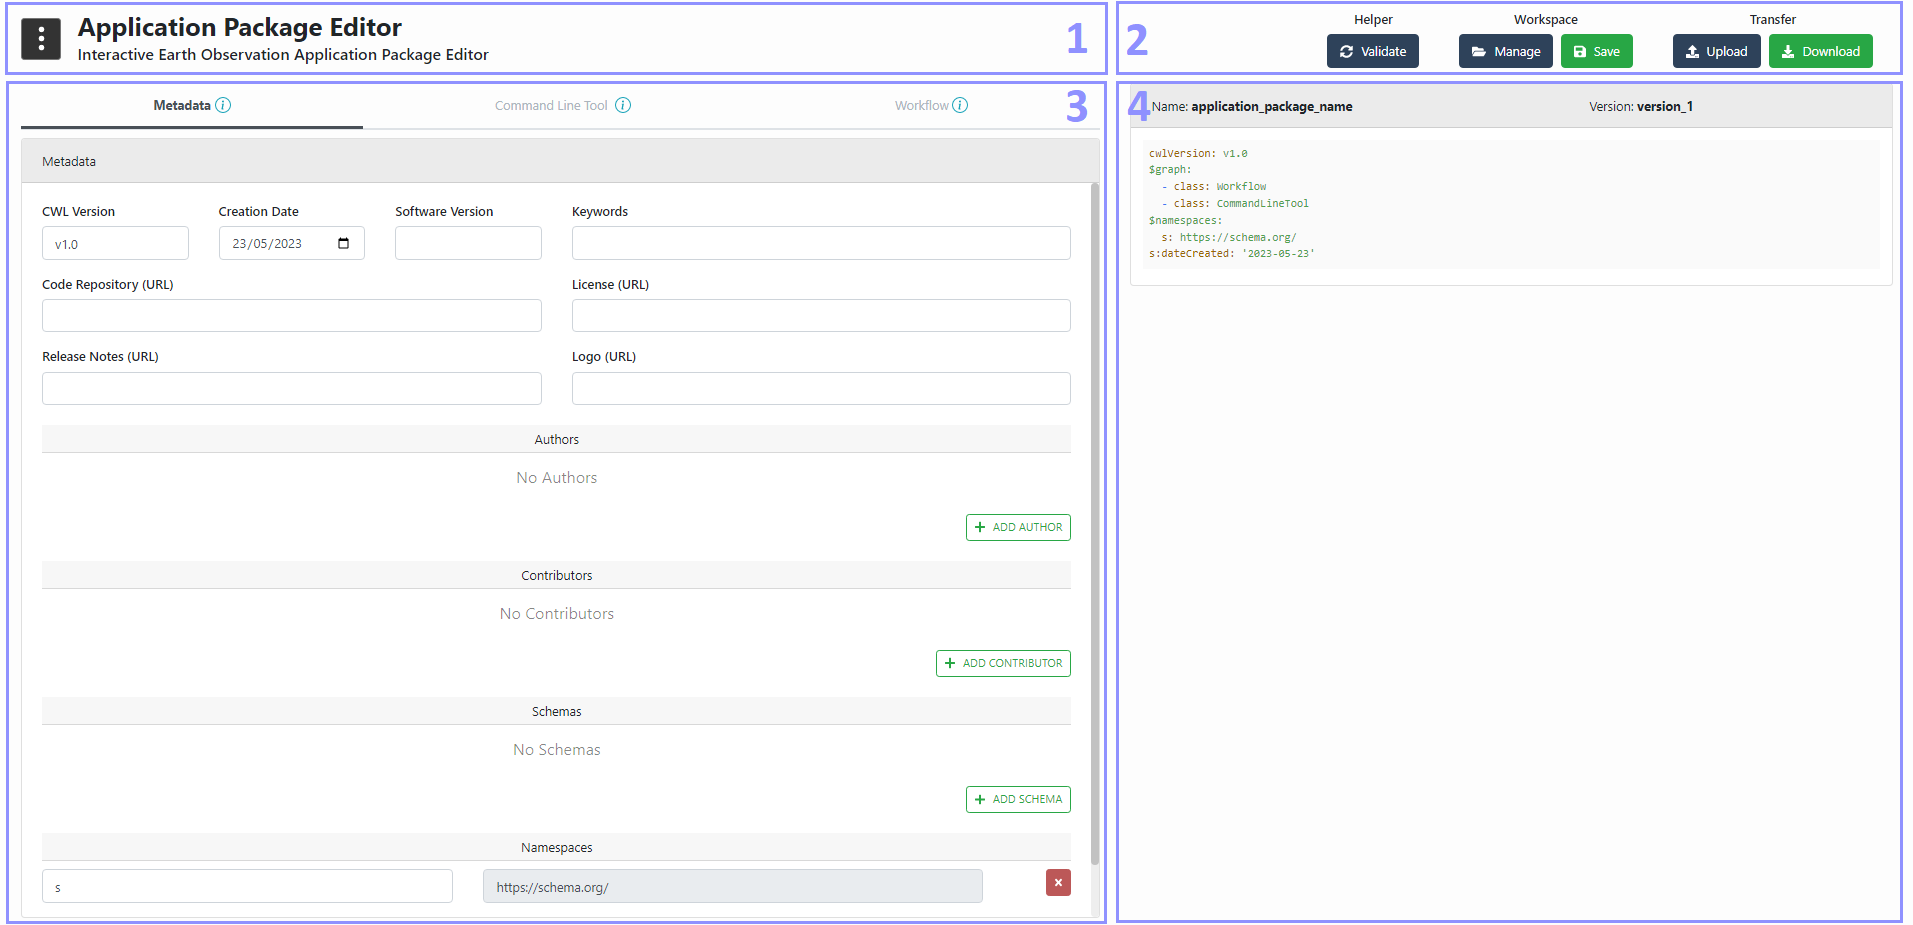 Application Package Editor
Interactive Earth Observation Application Package Editor
1
2
Helper
Workspace
Transfer
Validate
Manage
Save
Upload
Download
Metadata
Command Line Tool
Workflow
3
Metadata
CWL Version
Creation Date
Software Version
Keywords
v1.0
23/05/2023
Code Repository (URL)
License (URL)
Release Notes (URL)
Logo (URL)
Authors
No Authors
ADD AUTHOR
Contributors
No Contributors
ADD CONTRIBUTOR
Schemas
No Schemas
ADD SCHEMA
Namespaces
s
https://schema.org/
4
Name: application_package_name
Version: version_1
cwlVersion: v1.0
$graph:
- class: Workflow
- class: CommandLineTool
$namespaces:
s: https://schema.org/
s:dateCreated: '2023-05-23'